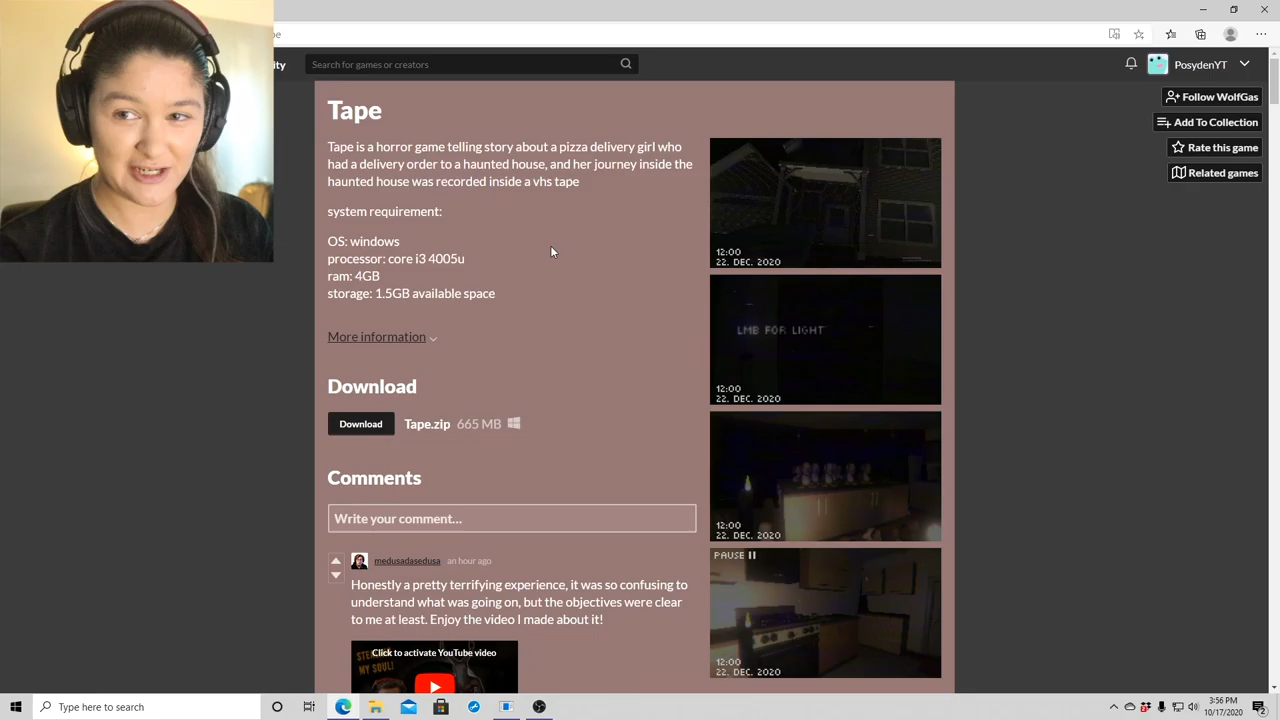 be
ity
Search for games or creators
PosydenYT
Follow WolfGas
Add To Collection
Rate this game
Related games
Tape
Tape is a horror game telling story about a pizza delivery girl who
had a delivery order to a haunted house, and her journey inside the
haunted house was recorded inside a vhs tape
system requirement:
OS: windows
processor: core i3 4005u
ram: 4GB
storage: 1.5GB available space
More information
Download
Download Tape.zip 665 MB
Comments
Write your comment...
medusadasedusa an hour ago
Honestly a pretty terrifying experience, it was so confusing to
understand what was going on, but the objectives were clear
to me at least. Enjoy the video I made about it!
Click to activate YouTube video
MY SOUL!
12:00
22. DEC. 2020
LMB FOR LIGHT
12:00
22. DEC. 2020
12:00
22. DEC. 2020
PAUSE
12:00
22. DEC. 2020
Type here to search
3:56 PM
10/17/2020
2